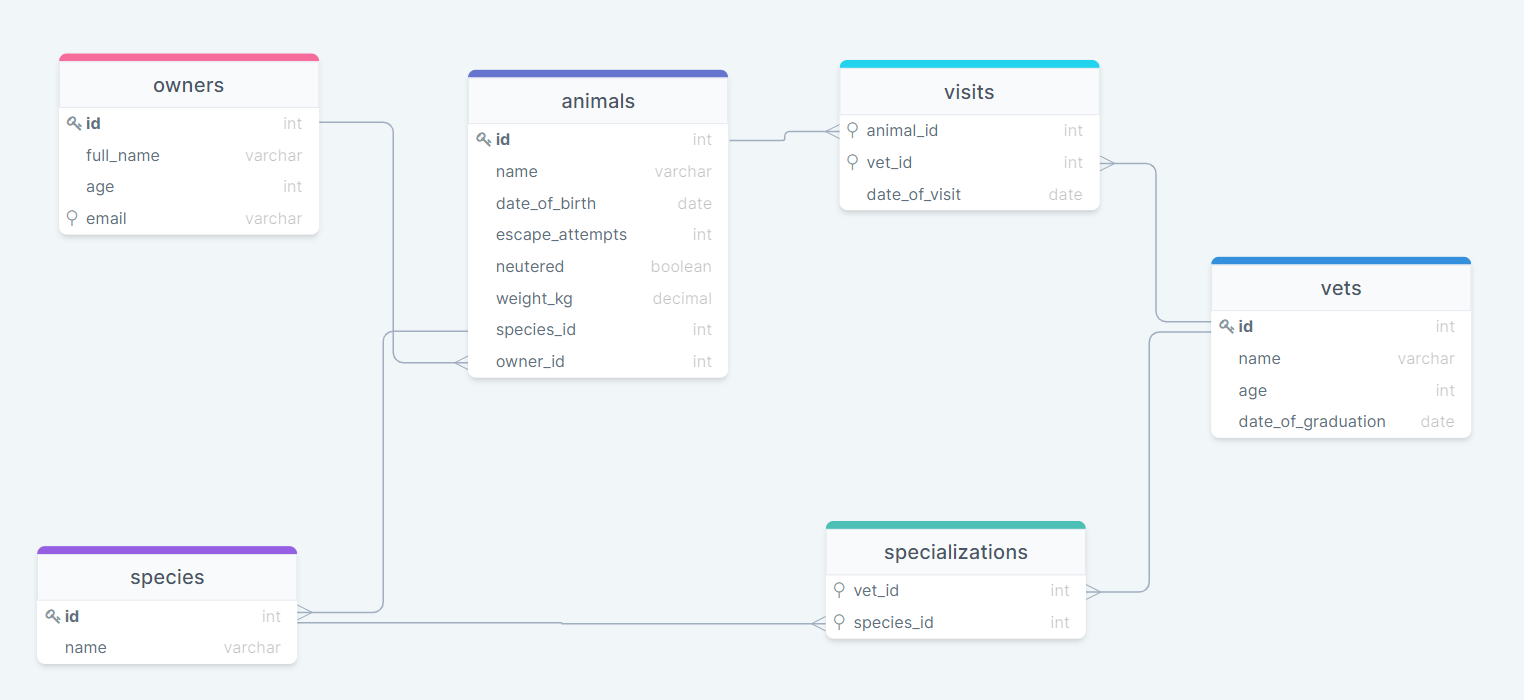 owners
id int
full_name varchar
age int
email varchar
animals
id int
name varchar
date_of_birth date
escape_attempts int
neutered boolean
weight_kg decimal
species_id int
owner_id int
visits
animal_id int
vet_id int
date_of_visit date
vets
id int
name varchar
age int
date_of_graduation date
species
id int
name varchar
specializations
vet_id int
species_id int